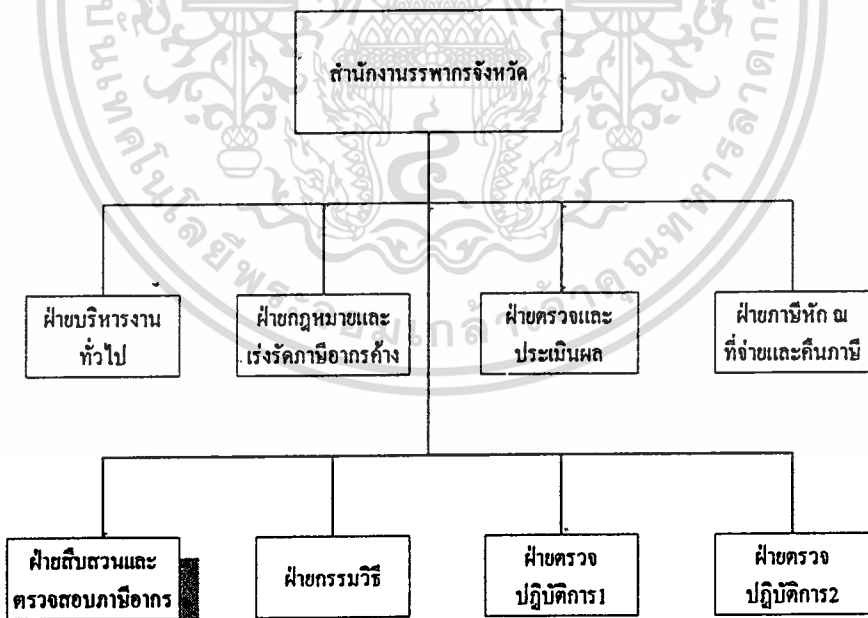 สำนักงานรรพากรจังหวัด
ฝ่ายบริหารงาน
ทั่วไป
ฝ่ายกฎหมายและ
เร่งรัดภาษีอากรค้าง
ฝ่ายตรวจและ
ประเมินผล
ฝ่ายภาษีหัก ณ
ที่จ่ายและคืนภาษี
ฝ่ายสืบสวนและ
ตรวจสอบภาษีอากร
ฝ่ายกรรมวิธี
ฝ่ายตรวจ
ปฎิบัติการ1
ฝ่ายตรวจ
ปฎิบัติการ2